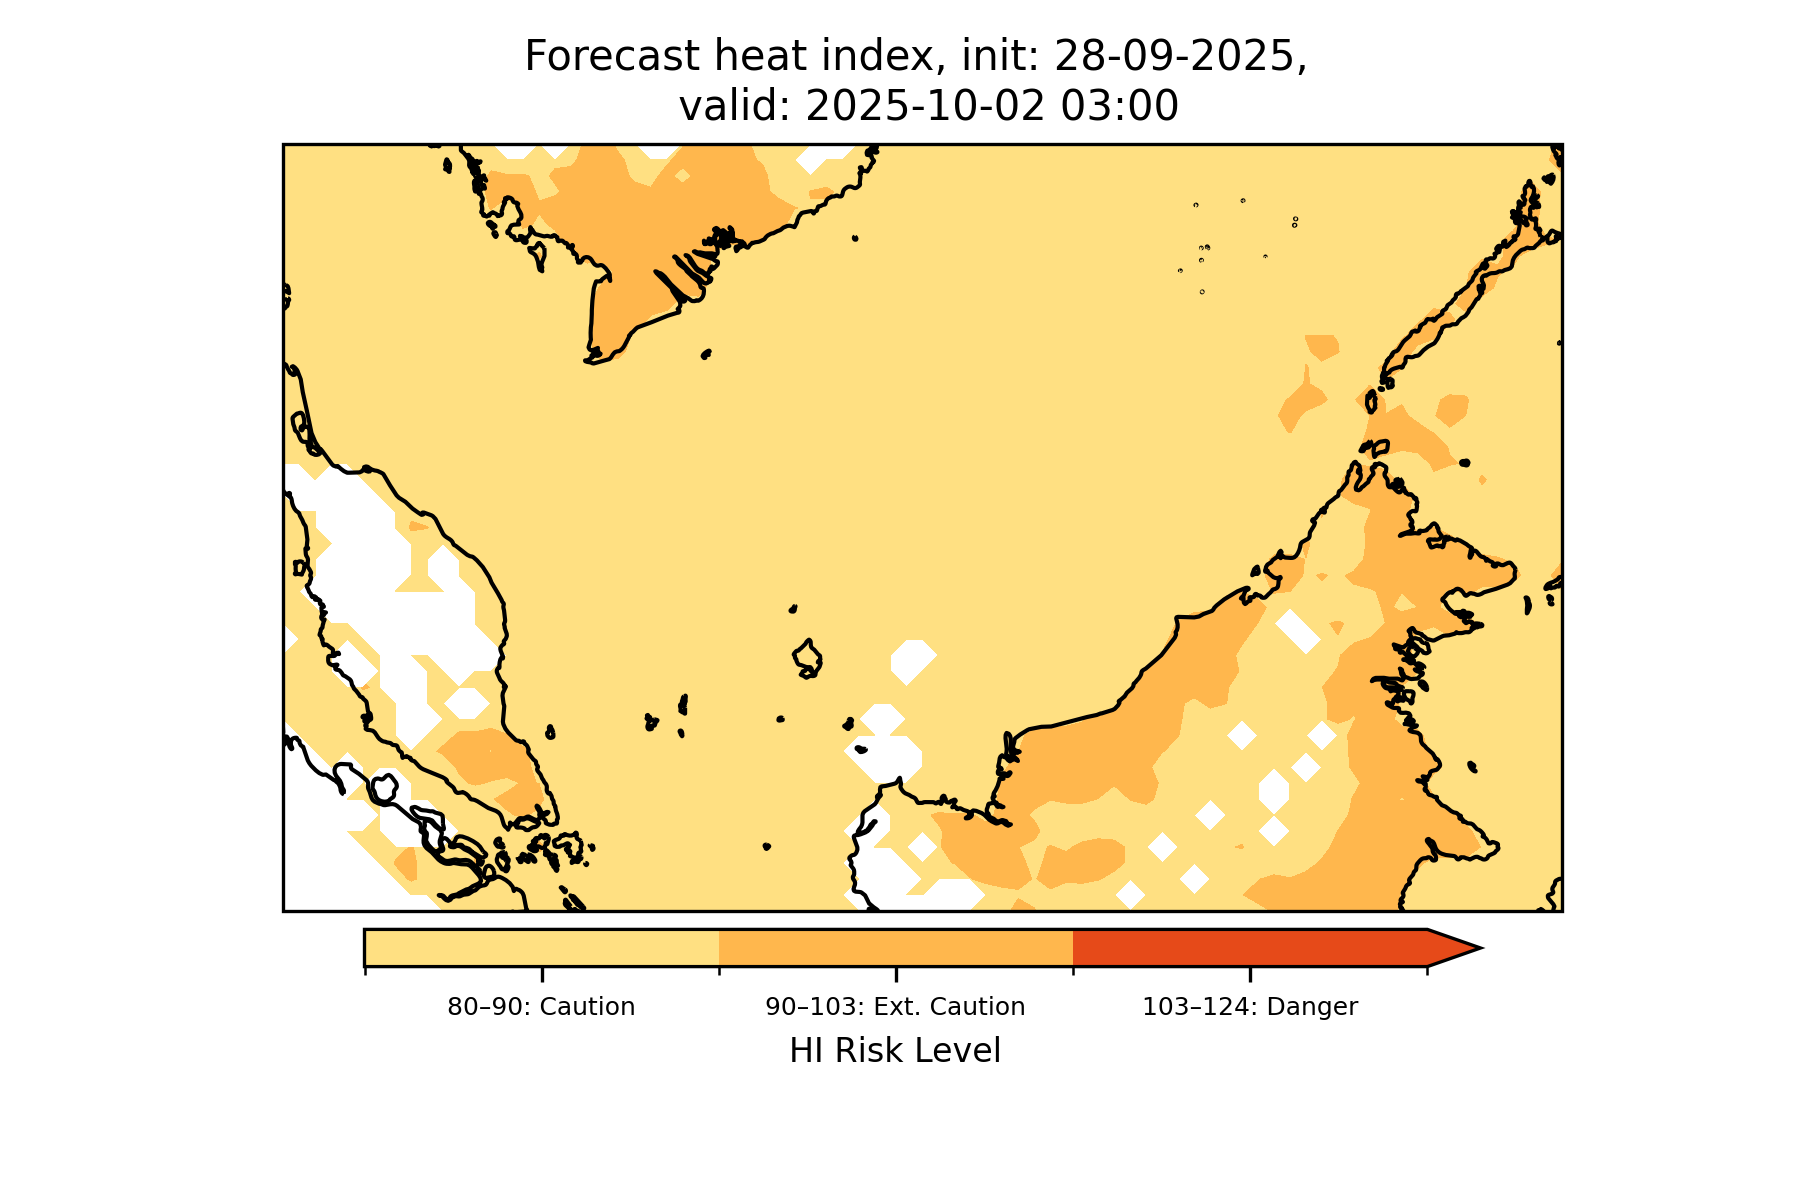 Forecast heat index, init: 28-09-2025,
valid: 2025-10-02 03:00
80–90: Caution
90–103: Ext. Caution
103–124: Danger
HI Risk Level